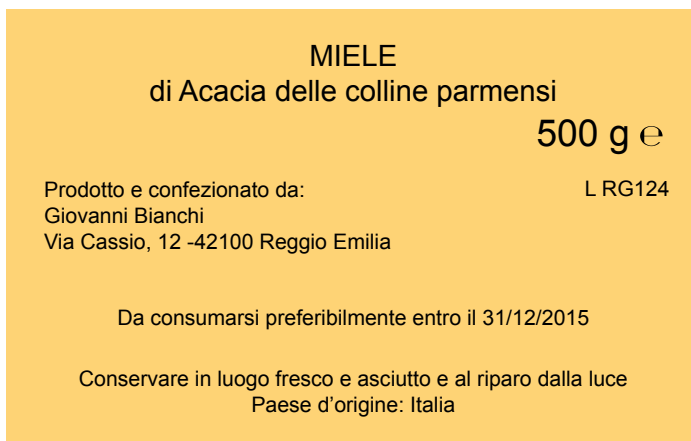 MIELE
di Acacia delle colline parmensi
500 g ℮
Prodotto e confezionato da:
L RG124
Giovanni Bianchi
Via Cassio, 12 -42100 Reggio Emilia
Da consumarsi preferibilmente entro il 31/12/2015
Conservare in luogo fresco e asciutto e al riparo dalla luce
Paese d'origine: Italia